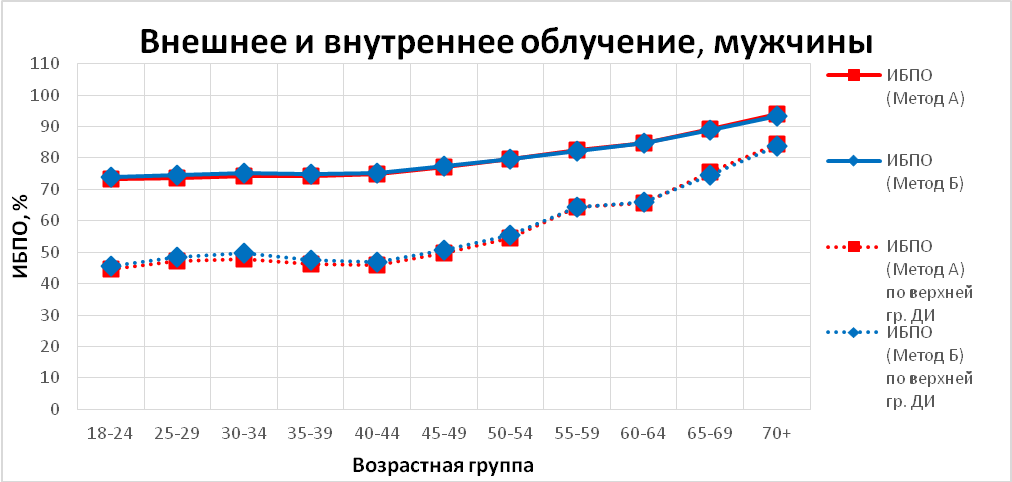 Внешнее и внутреннее облучение, мужчины
110
100
90
80
70
60
50
40
30
20
10
0
ИБПО, %
18-24 25-29 30-34 35-39 40-44 45-49 50-54 55-59 60-64 65-69 70+
Возрастная группа
ИБПО
(Метод А)
ИБПО
(Метод Б)
ИБПО
(Метод А)
по верхней
гр. ДИ
ИБПО
(Метод Б)
по верхней
гр. ДИ